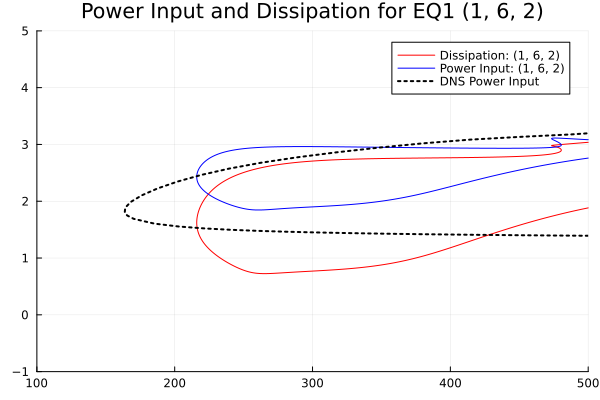 Power Input and Dissipation for EQ1 (1, 6, 2)
Dissipation: (1, 6, 2)
Power Input: (1, 6, 2)
DNS Power Input
5
4
3
2
1
0
−1
100 200 300 400 500